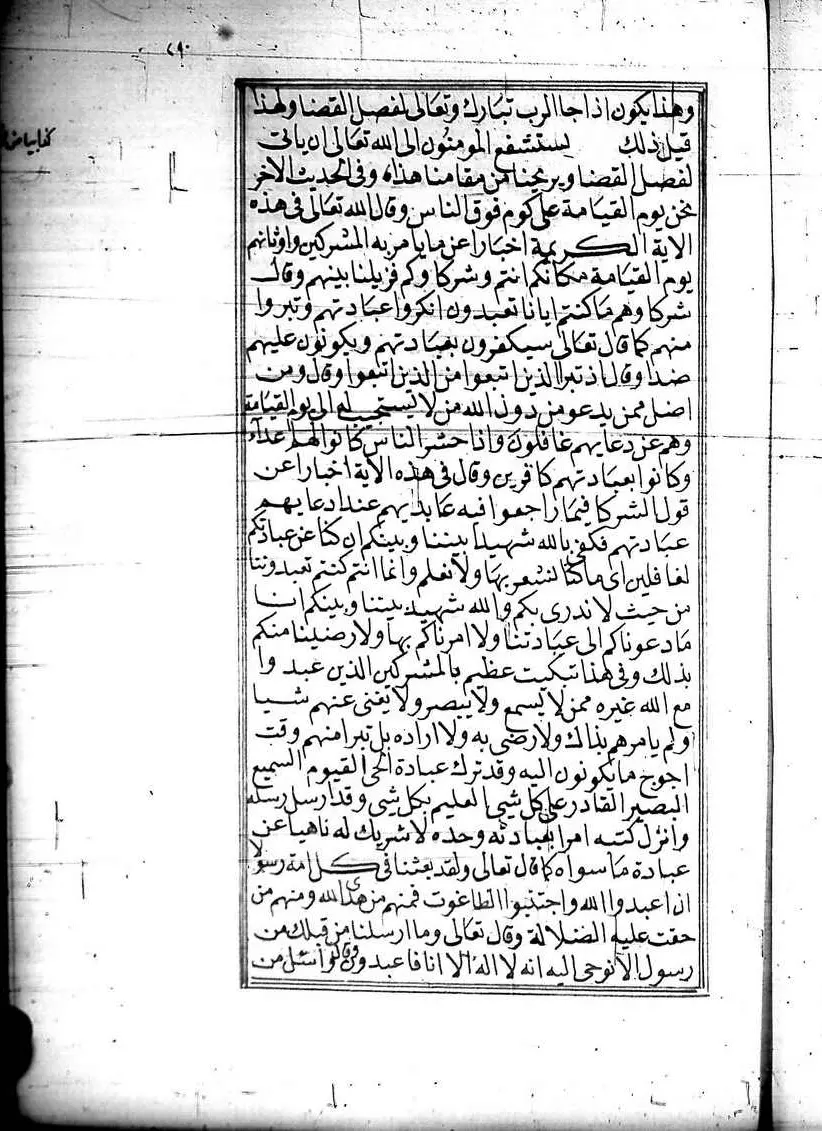 ٢٩٠
كذا بياض
وهذا يكون اذا جا الرب تبارك وتعالى لفصل القضا ولهذا
قيل ذلك يستشفع المومنون الى الله تعالى ان ياتى
لفصل القضا ويريحنا من مقامنا هذا، وفى الحديث الاخر
نحن يوم القيامة على كوم فوق الناس وقال الله تعالى فى هذه
الاية الكريمة اخبارا عن ما يامر به المشركين واوثانهم
يوم القيامة مكانكم انتم وشركاوكم فزيلنا بينهم وقال
شركاوهم ما كنتم ايانا تعبدون انكروا عبادتهم وتبروا
منهم كما قال تعالى سيكفرون بعبادتهم ويكونون عليهم
ضدا وقال اذ تبرا الذين اتبعوا من الذين اتبعوا وقال ومن
اضل ممن يدعو من دون الله من لا يستجيب له الى يوم القيامة
وهم عن دعايهم غافلون واذا حشر الناس كانوا لهم اعداء
وكانوا بعبادتهم كافرين وقال فى هذه الاية اخبارا عن
قول الشركا فيما راجعوا فيه عابديهم عند ادعايهم
عبادتهم فكفى بالله شهيدا بيننا وبينكم ان كنا عن عبادتكم
لغافلين اى ما كنا نشعر بها ولا نعلم وانما انتم كنتم تعبدوننا
من حيث لا ندرى بكم والله شهيد بيننا وبينكم انا
ما دعوناكم الى عبادتنا ولا امرناكم بها ولا رضينا منكم
بذلك وفى هذا تبكيت عظيم بالمشركين الذين عبدوا
مع الله غيره ممن لا يسمع ولا يبصر ولا يغنى عنهم شيا
ولم يامرهم بذلك ولا رضى به ولا اراده بل تبرا منهم وقت
احوج ما يكونون اليه وقد ترك عبادة الحى القيوم السميع
البصير القادر على كل شى العليم بكل شى وقد ارسل رسله
وانزل كتبه امرا بعبادته وحده لا شريك له ناهيا عن
عبادة ما سواه كما قال تعالى ولقد بعثنا فى كل امة رسولا
ان اعبدوا الله واجتنبوا الطاغوت فمنهم من هدى الله ومنهم من
حقت عليه الضلالة وقال تعالى وما ارسلنا من قبلك من
رسول الا نوحى اليه انه لا اله الا انا فاعبدون وقال واسئل من